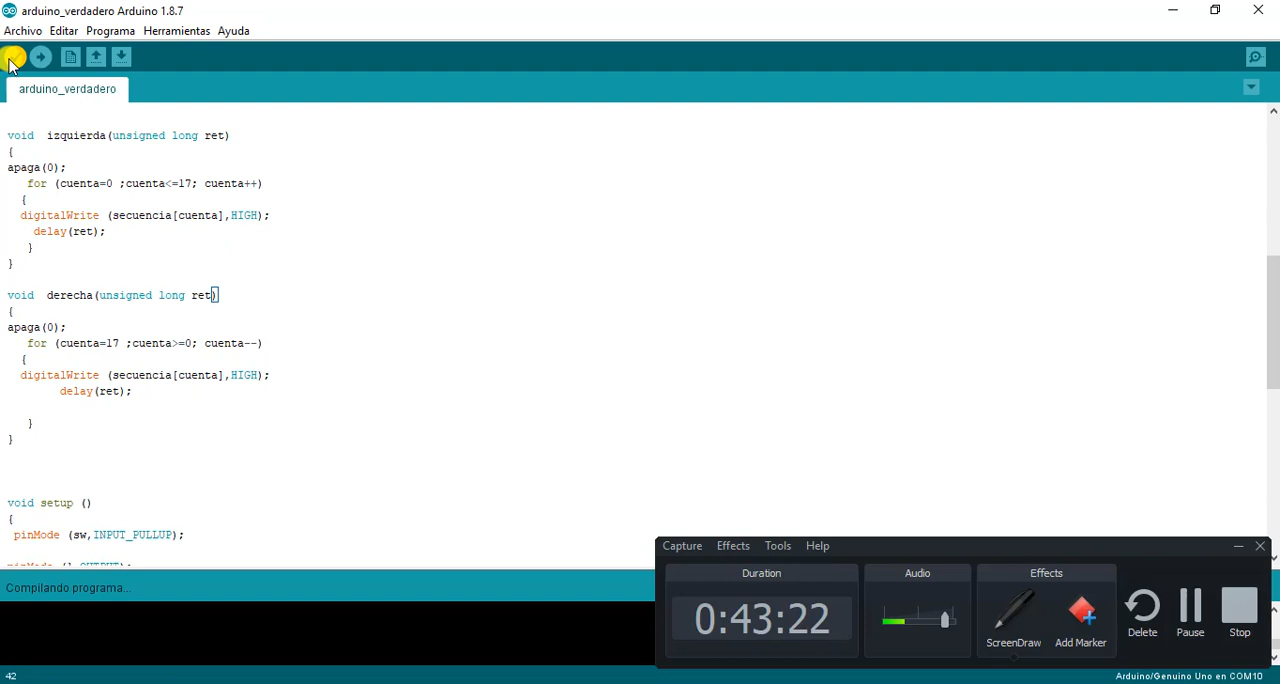 arduino_verdadero Arduino 1.8.7
Archivo Editar Programa Herramientas Ayuda
arduino_verdadero
void  izquierda(unsigned long ret)
{
apaga(0);
for (cuenta=0 ;cuenta<=17; cuenta++)
{
digitalWrite (secuencia[cuenta],HIGH);
delay(ret);
}
}
void  derecha(unsigned long ret)
{
apaga(0);
for (cuenta=17 ;cuenta>=0; cuenta--)
{
digitalWrite (secuencia[cuenta],HIGH);
delay(ret);
}
}
void setup ()
{
pinMode (sw,INPUT_PULLUP);
Compilando programa...
Capture Effects Tools Help
Duration
0:43:22
Audio
Effects
ScreenDraw
Add Marker
Delete
Pause
Stop
42
Arduino/Genuino Uno en COM10